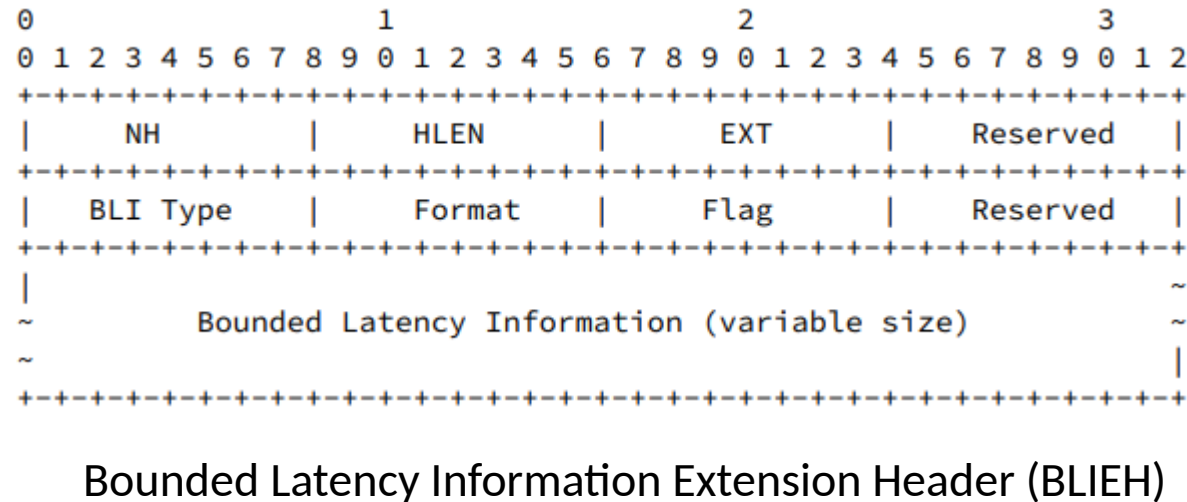 0                   1                   2                   3
0 1 2 3 4 5 6 7 8 9 0 1 2 3 4 5 6 7 8 9 0 1 2 3 4 5 6 7 8 9 0 1 2
+-+-+-+-+-+-+-+-+-+-+-+-+-+-+-+-+-+-+-+-+-+-+-+-+-+-+-+-+-+-+-+-+
|     NH        |     HLEN      |      EXT      |    Reserved   |
+-+-+-+-+-+-+-+-+-+-+-+-+-+-+-+-+-+-+-+-+-+-+-+-+-+-+-+-+-+-+-+-+
|   BLI Type    |     Format    |     Flag      |    Reserved   |
+-+-+-+-+-+-+-+-+-+-+-+-+-+-+-+-+-+-+-+-+-+-+-+-+-+-+-+-+-+-+-+-+
|                                                               ~
~         Bounded Latency Information (variable size)           ~
~                                                               |
+-+-+-+-+-+-+-+-+-+-+-+-+-+-+-+-+-+-+-+-+-+-+-+-+-+-+-+-+-+-+-+-+
Bounded Latency Information Extension Header (BLIEH)